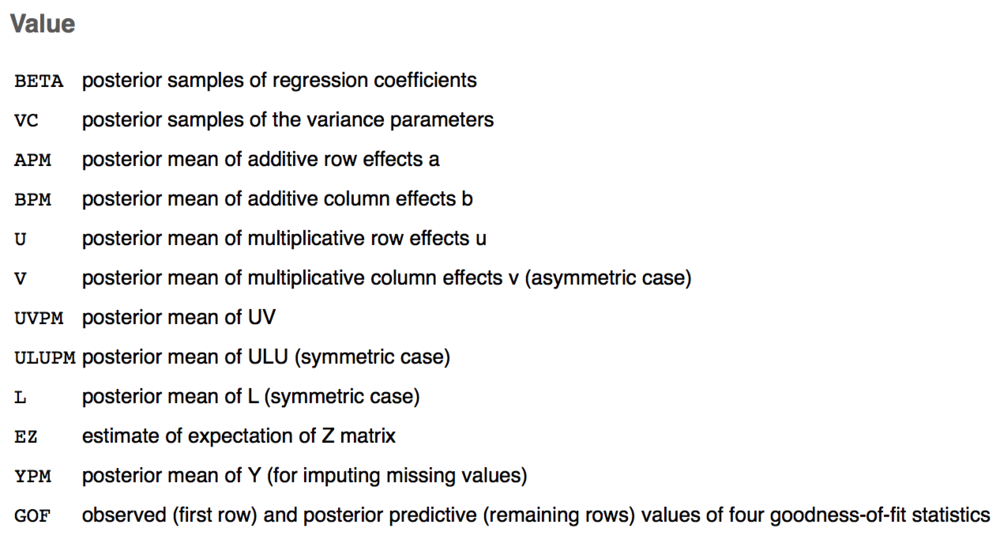 Value
BETA posterior samples of regression coefficients
VC posterior samples of the variance parameters
APM posterior mean of additive row effects a
BPM posterior mean of additive column effects b
U posterior mean of multiplicative row effects u
V posterior mean of multiplicative column effects v (asymmetric case)
UVPM posterior mean of UV
ULUPM posterior mean of ULU (symmetric case)
L posterior mean of L (symmetric case)
EZ estimate of expectation of Z matrix
YPM posterior mean of Y (for imputing missing values)
GOF observed (first row) and posterior predictive (remaining rows) values of four goodness-of-fit statistics